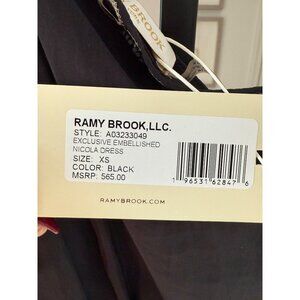 BROOK
RAMY BROOK,LLC.
STYLE: A03233049
EXCLUSIVE EMBELLISHED
NICOLA DRESS
SIZE: XS
COLOR: BLACK
MSRP: 565.00
1 96531 62847 6
RAMYBROOK.COM